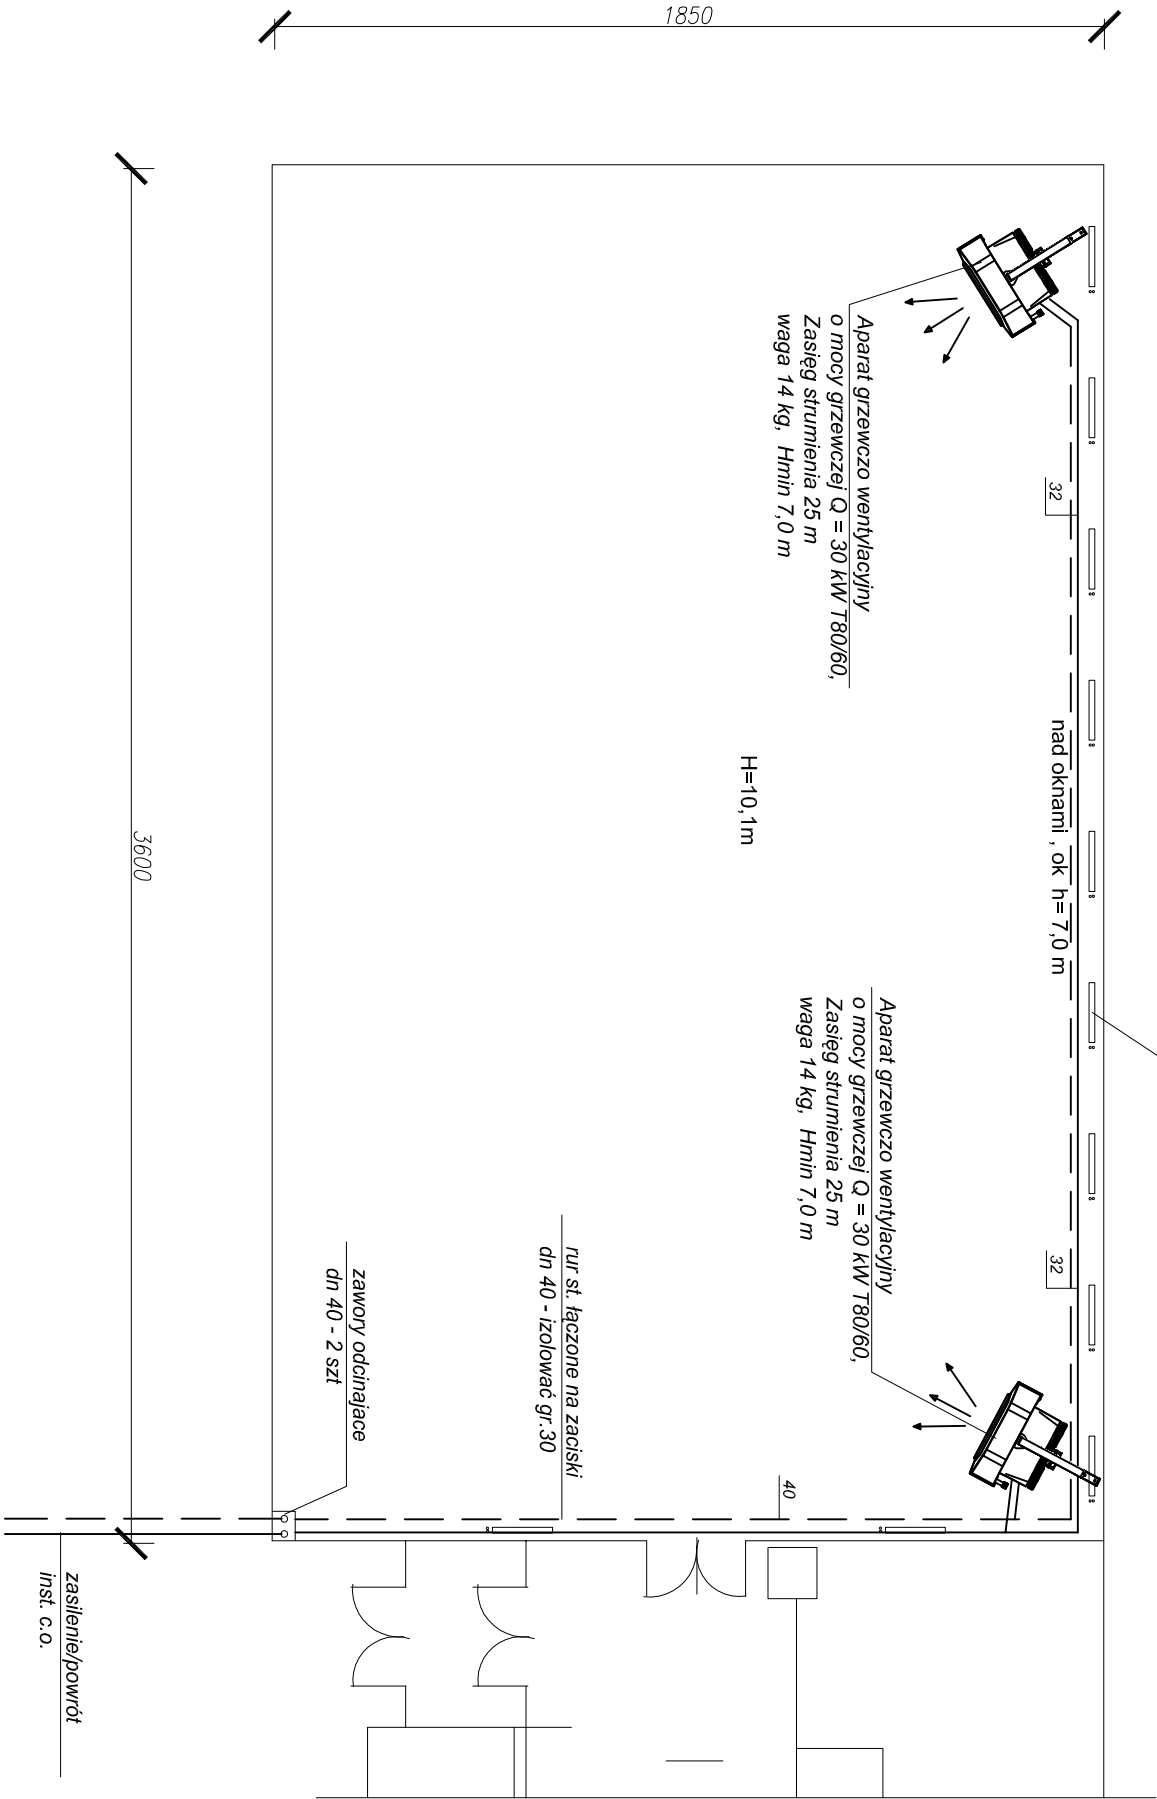 1850
3600
Aparat grzewczo wentylacyjny
o mocy grzewczej Q = 30 kW T80/60,
Zasięg strumienia 25 m
waga 14 kg, Hmin 7,0 m
32
nad oknami , ok h= 7,0 m
H=10,1m
Aparat grzewczo wentylacyjny
o mocy grzewczej Q = 30 kW T80/60,
Zasięg strumienia 25 m
waga 14 kg, Hmin 7,0 m
32
40
rur st. łączone na zaciski
dn 40 - izolować gr.30
zawory odcinajace
dn 40 - 2 szt
zasilenie/powrót
inst. c.o.